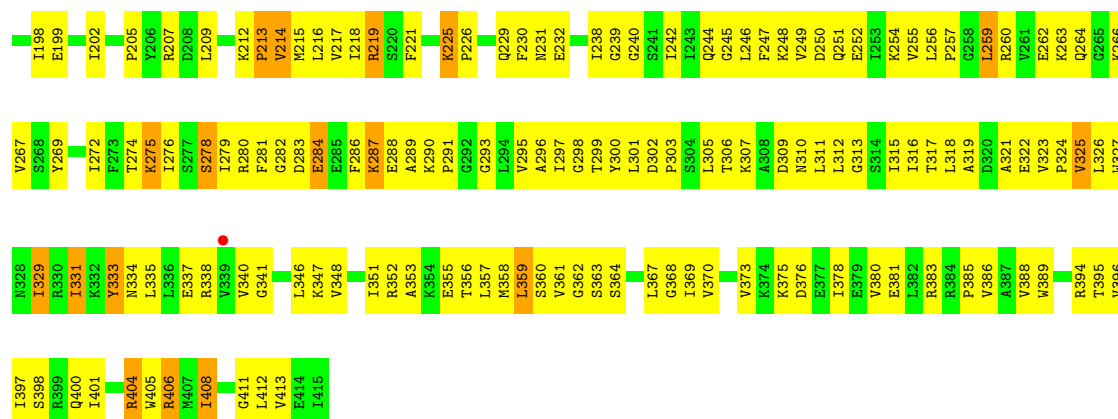 I198 E199 I202 P205 Y206 R207 D208 L209 K212 P213 V214 M215 L216 V217 I218 R219 S220 F221 K225 P226 Q229 F230 N231 E232 I238 G239 G240 S241 I242 I243 Q244 G245 L246 F247 K248 V249 D250 Q251 E252 I253 K254 V255 L256 P257 G258 L259 R260 V261 E262 K263 Q264 G265 K266
V267 S268 Y269 I272 F273 T274 K275 I276 S277 S278 I279 R280 F281 G282 D283 E284 E285 F286 K287 E288 A289 K290 P291 G292 G293 L294 V295 A296 I297 G298 T299 Y300 L301 D302 P303 S304 L305 T306 K307 A308 D309 N310 L311 L312 G313 S314 I315 I316 T317 L318 A319 D320 A321 E322 V323 P324 V325 L326 W327
N328 I329 R330 I331 K332 Y333 N334 L335 L336 E337 R338 V339 V340 G341 L346 K347 V348 I351 R352 A353 K354 E355 T356 L357 M358 L359 S360 V361 G362 S363 S364 L367 G368 I369 V370 V373 K374 K375 D376 E377 I378 E379 V380 E381 L382 R383 R384 P385 V386 A387 V388 W389 R394 T395 V396
I397 S398 R399 Q400 I401 R404 W405 R406 M407 I408 G411 L412 V413 E414 I415